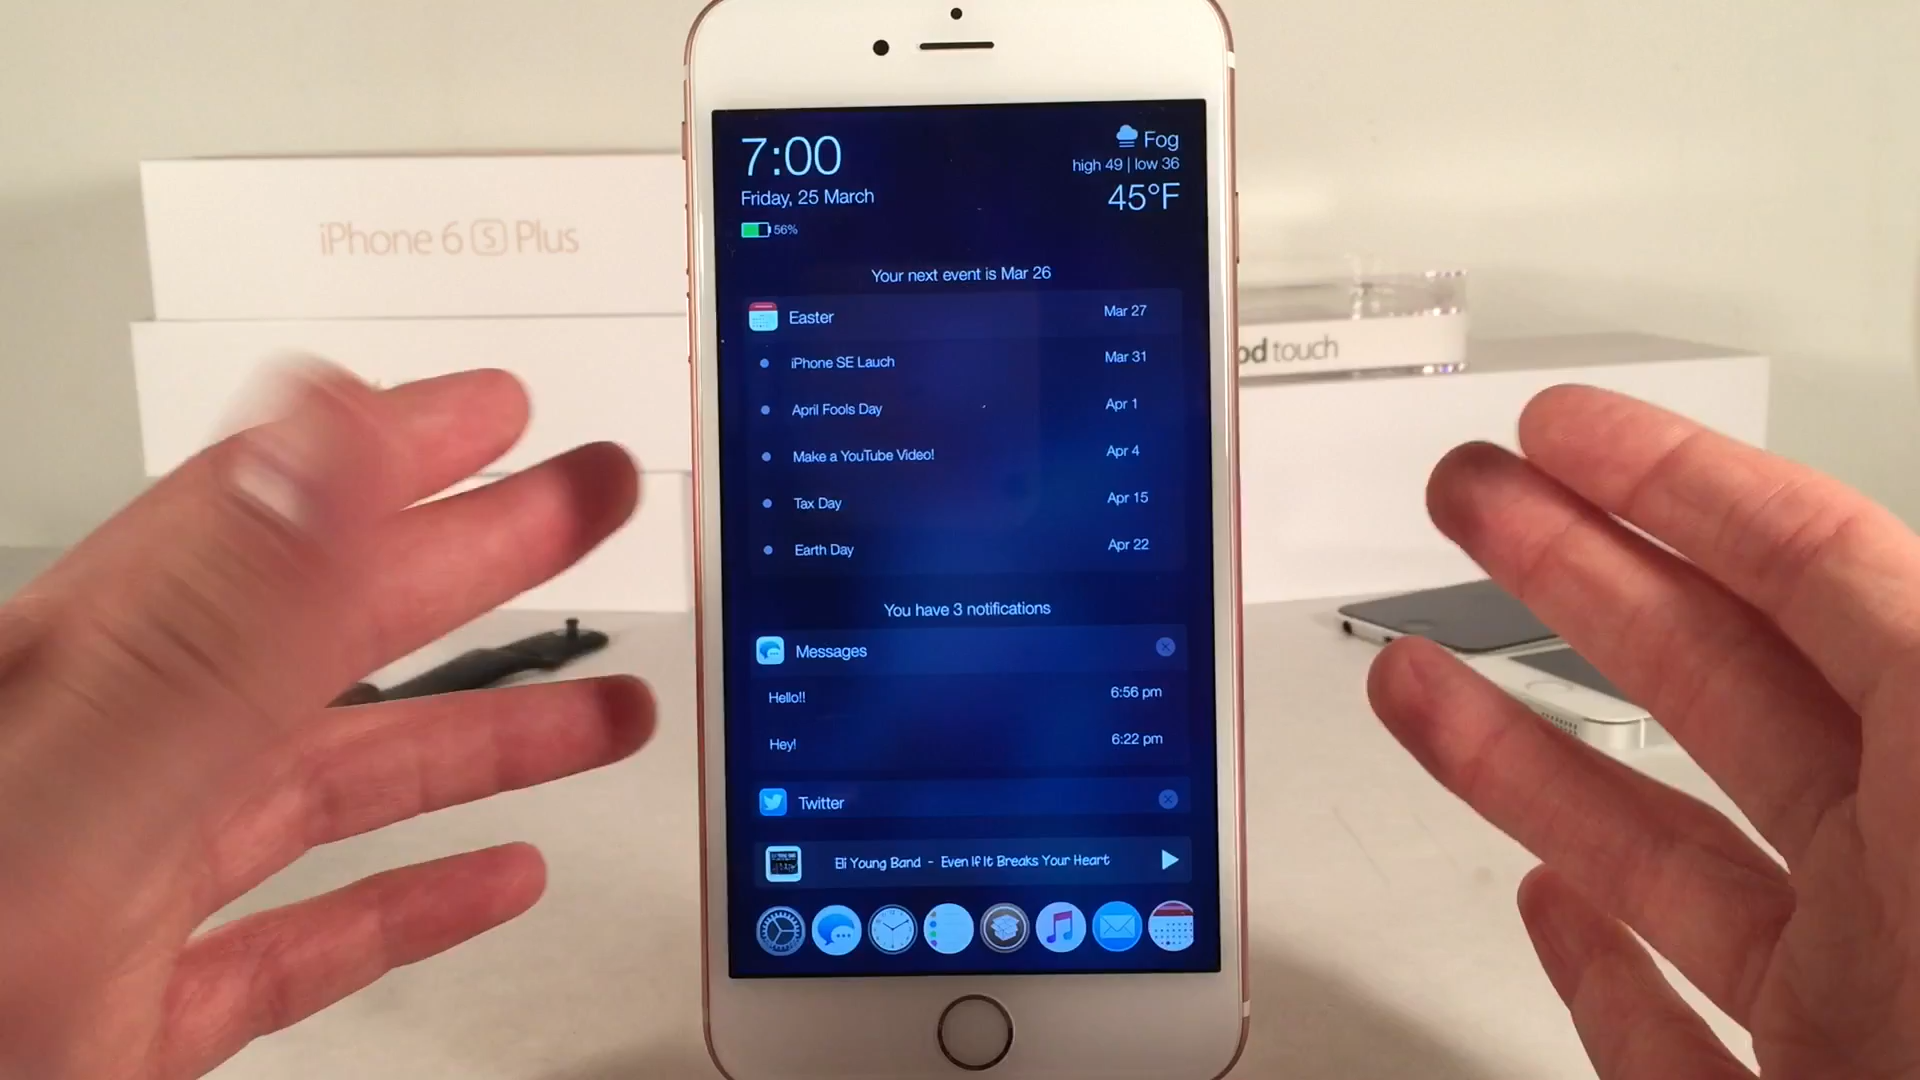 iPhone 6 S Plus
7:00
Friday, 25 March
56%
Fog
high 49 | low 36
45°F
Your next event is Mar 26
Easter Mar 27
iPhone SE Lauch Mar 31
April Fools Day Apr 1
Make a YouTube Video! Apr 4
Tax Day Apr 15
Earth Day Apr 22
You have 3 notifications
Messages
Hello!! 6:56 pm
Hey! 6:22 pm
Twitter
Eli Young Band - Even If It Breaks Your Heart
od touch